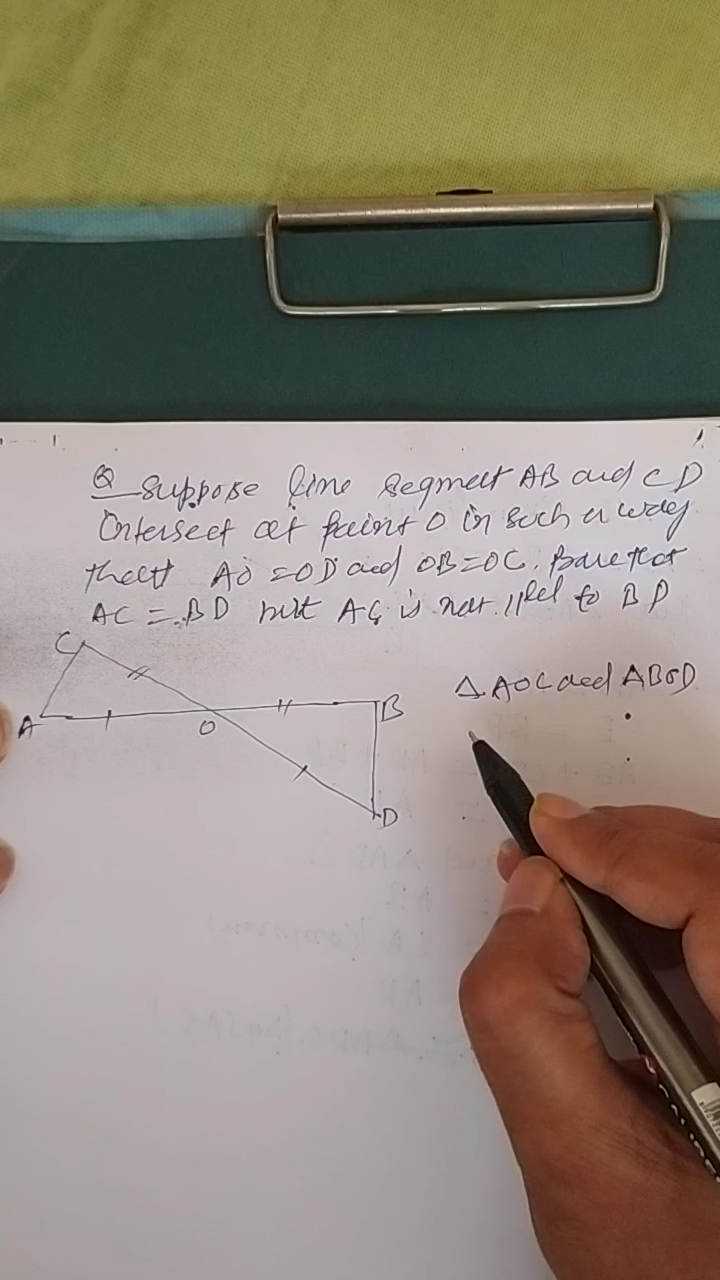 Q Suppose line segment AB and CD
intersect at point O in such a way
that AO = OD and OB = OC. Prove that
AC = BD but AC is not ||el to BD
C
A
O
B
D
Δ AOC and ΔBOD